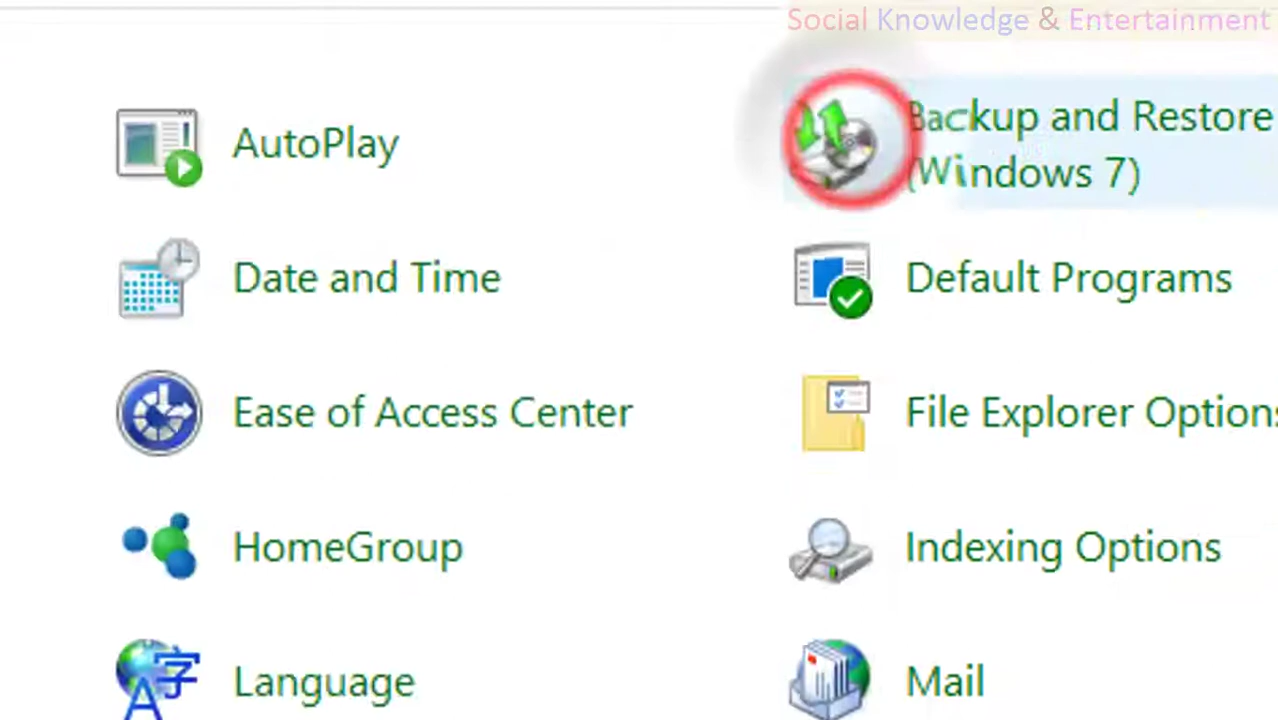 Social Knowledge & Entertainment
AutoPlay
Backup and Restore
(Windows 7)
Date and Time
Default Programs
Ease of Access Center
File Explorer Options
HomeGroup
Indexing Options
Language
Mail